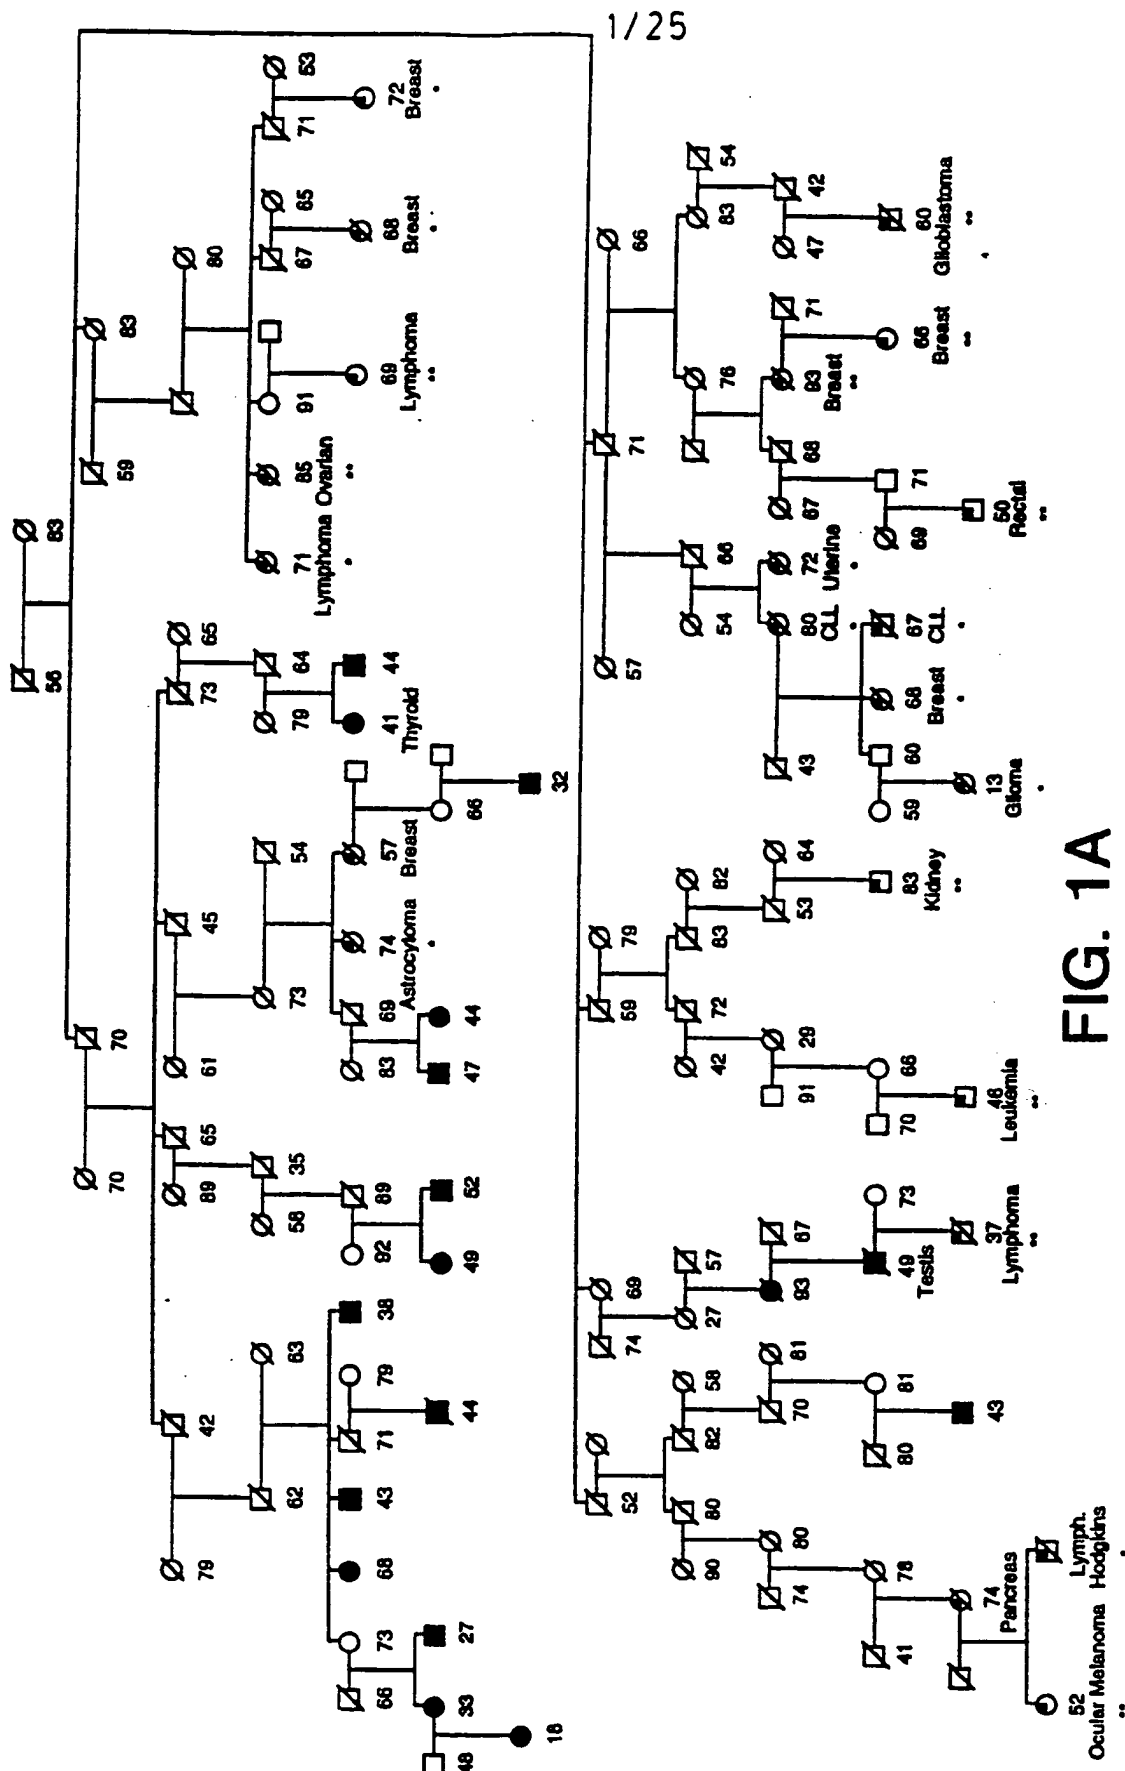 1/25
56 83
70 70 59 83
79 42 89 65 61 45 73 65 80
62 63 58 35 73 54 79 64
71 85 91 67 65 71 53
Lymphoma Ovarian
66 73 68 43 71 79 38 92 89 83 69 74 57 41 44 68 72
Astrocytoma Breast Thyroid
69
Lymphoma
Breast
Breast
48 33 27 44 49 52 47 44 66
18 32
52 74 69 59 79 57 71 66
90 80 82 58 27 57 42 72 83 82 54 66 76 83 54
74 80 70 81 93 67 91 29 53 64 43 80 72 67 68 83 71 47 42
CLL Uterine
Breast
41 78 80 81 49 73 70 66 83 59 60 68 67 69 71 66 60
Testis
Kidney
Breast CLL
Breast
Glioblastoma
74 43 37 46 13 50
Pancreas
Lymphoma
Leukemia
Glioma
Rectal
52
Ocular Melanoma
Lymph.
Hodgkins
FIG. 1A